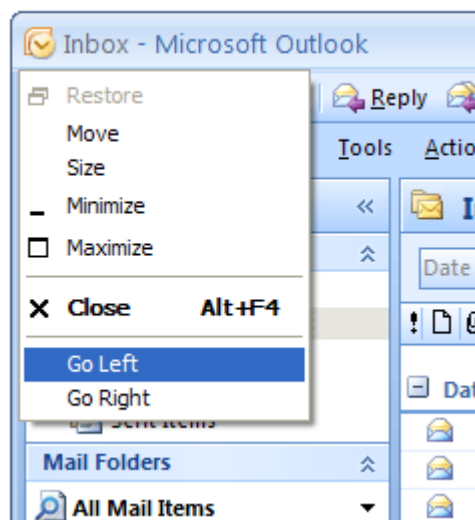 Inbox - Microsoft Outlook
Restore
Reply
Move
Tools Actio
Size
Minimize
Maximize
Date
Close Alt+F4
Go Left
Dat
Go Right
Sent Items
Mail Folders
All Mail Items